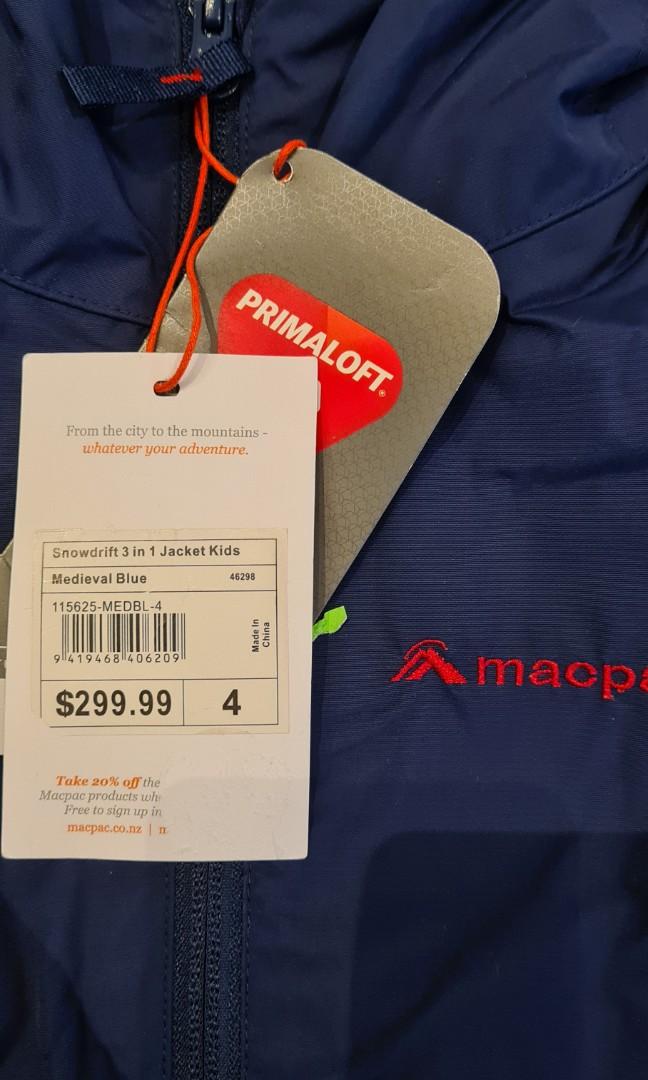 PRIMALOFT®
From the city to the mountains -
whatever your adventure.
Snowdrift 3 in 1 Jacket Kids
Medieval Blue 46298
115625-MEDBL-4
Made In
China
9 419468 406209
$299.99 4
Take 20% off the
Macpac products wh
Free to sign up in
macpac.co.nz |
macpa